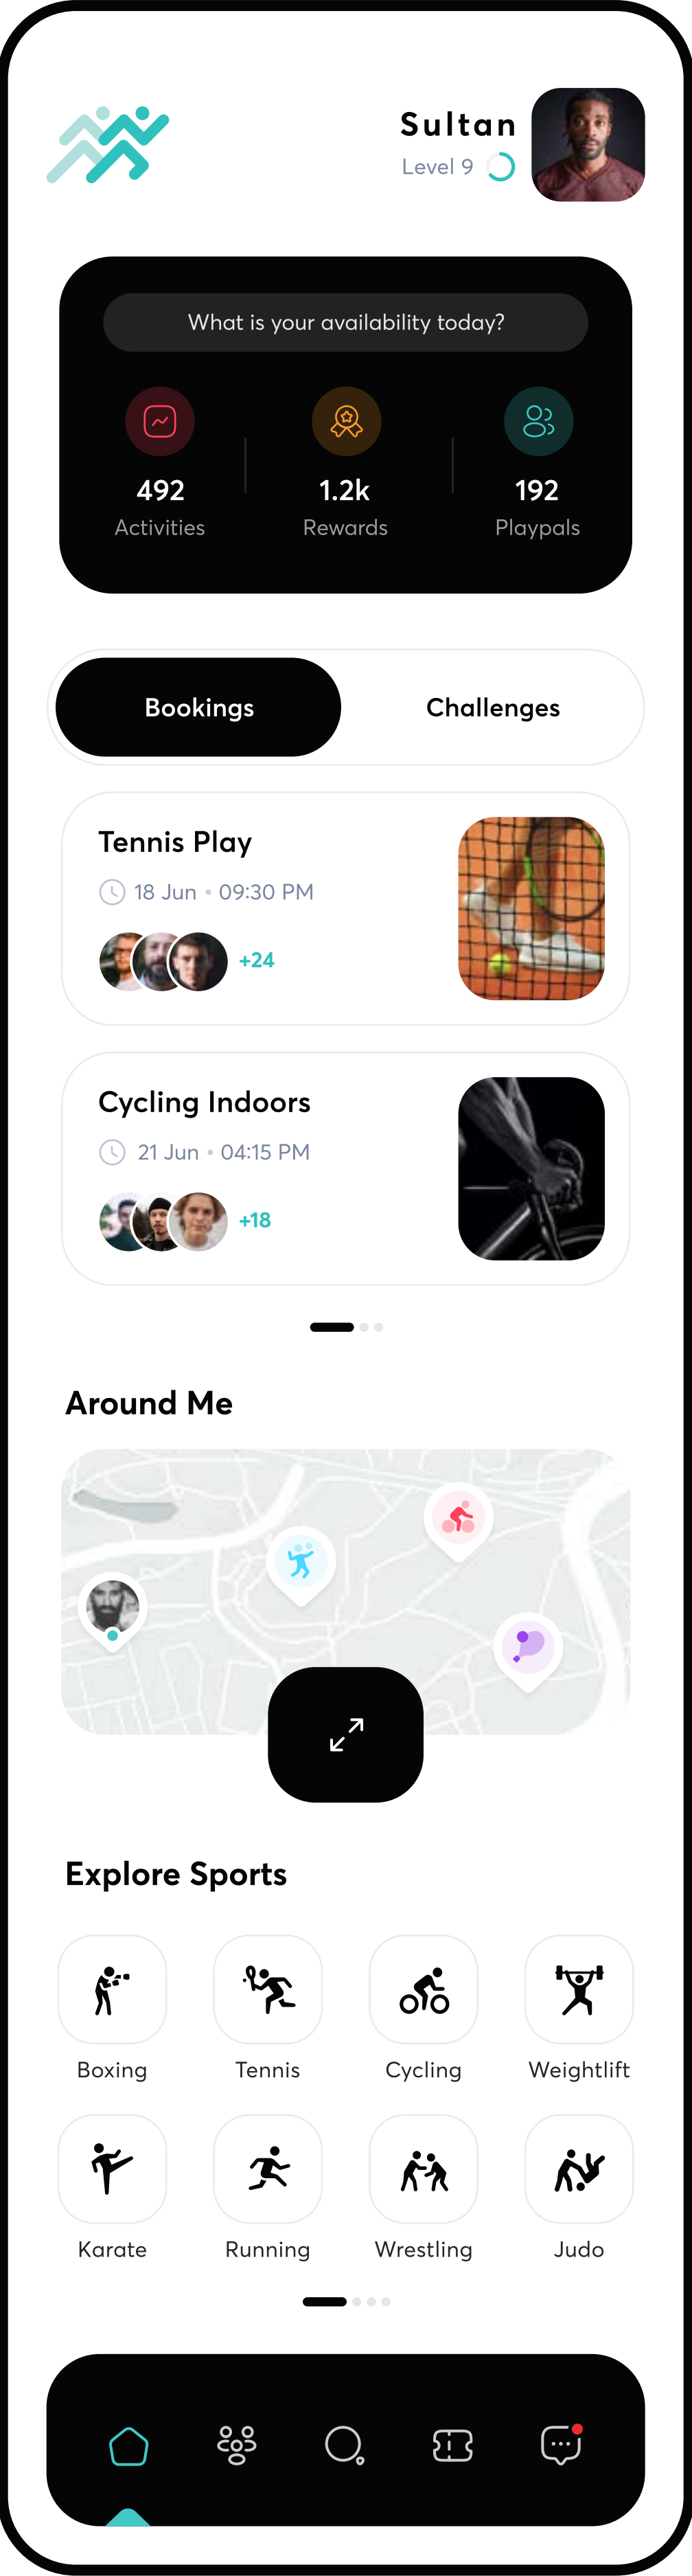 Sultan
Level 9
What is your availability today?
492
Activities
1.2k
Rewards
192
Playpals
Bookings
Challenges
Tennis Play
18 Jun • 09:30 PM
+24
Cycling Indoors
21 Jun • 04:15 PM
+18
Around Me
Explore Sports
Boxing
Tennis
Cycling
Weightlift
Karate
Running
Wrestling
Judo